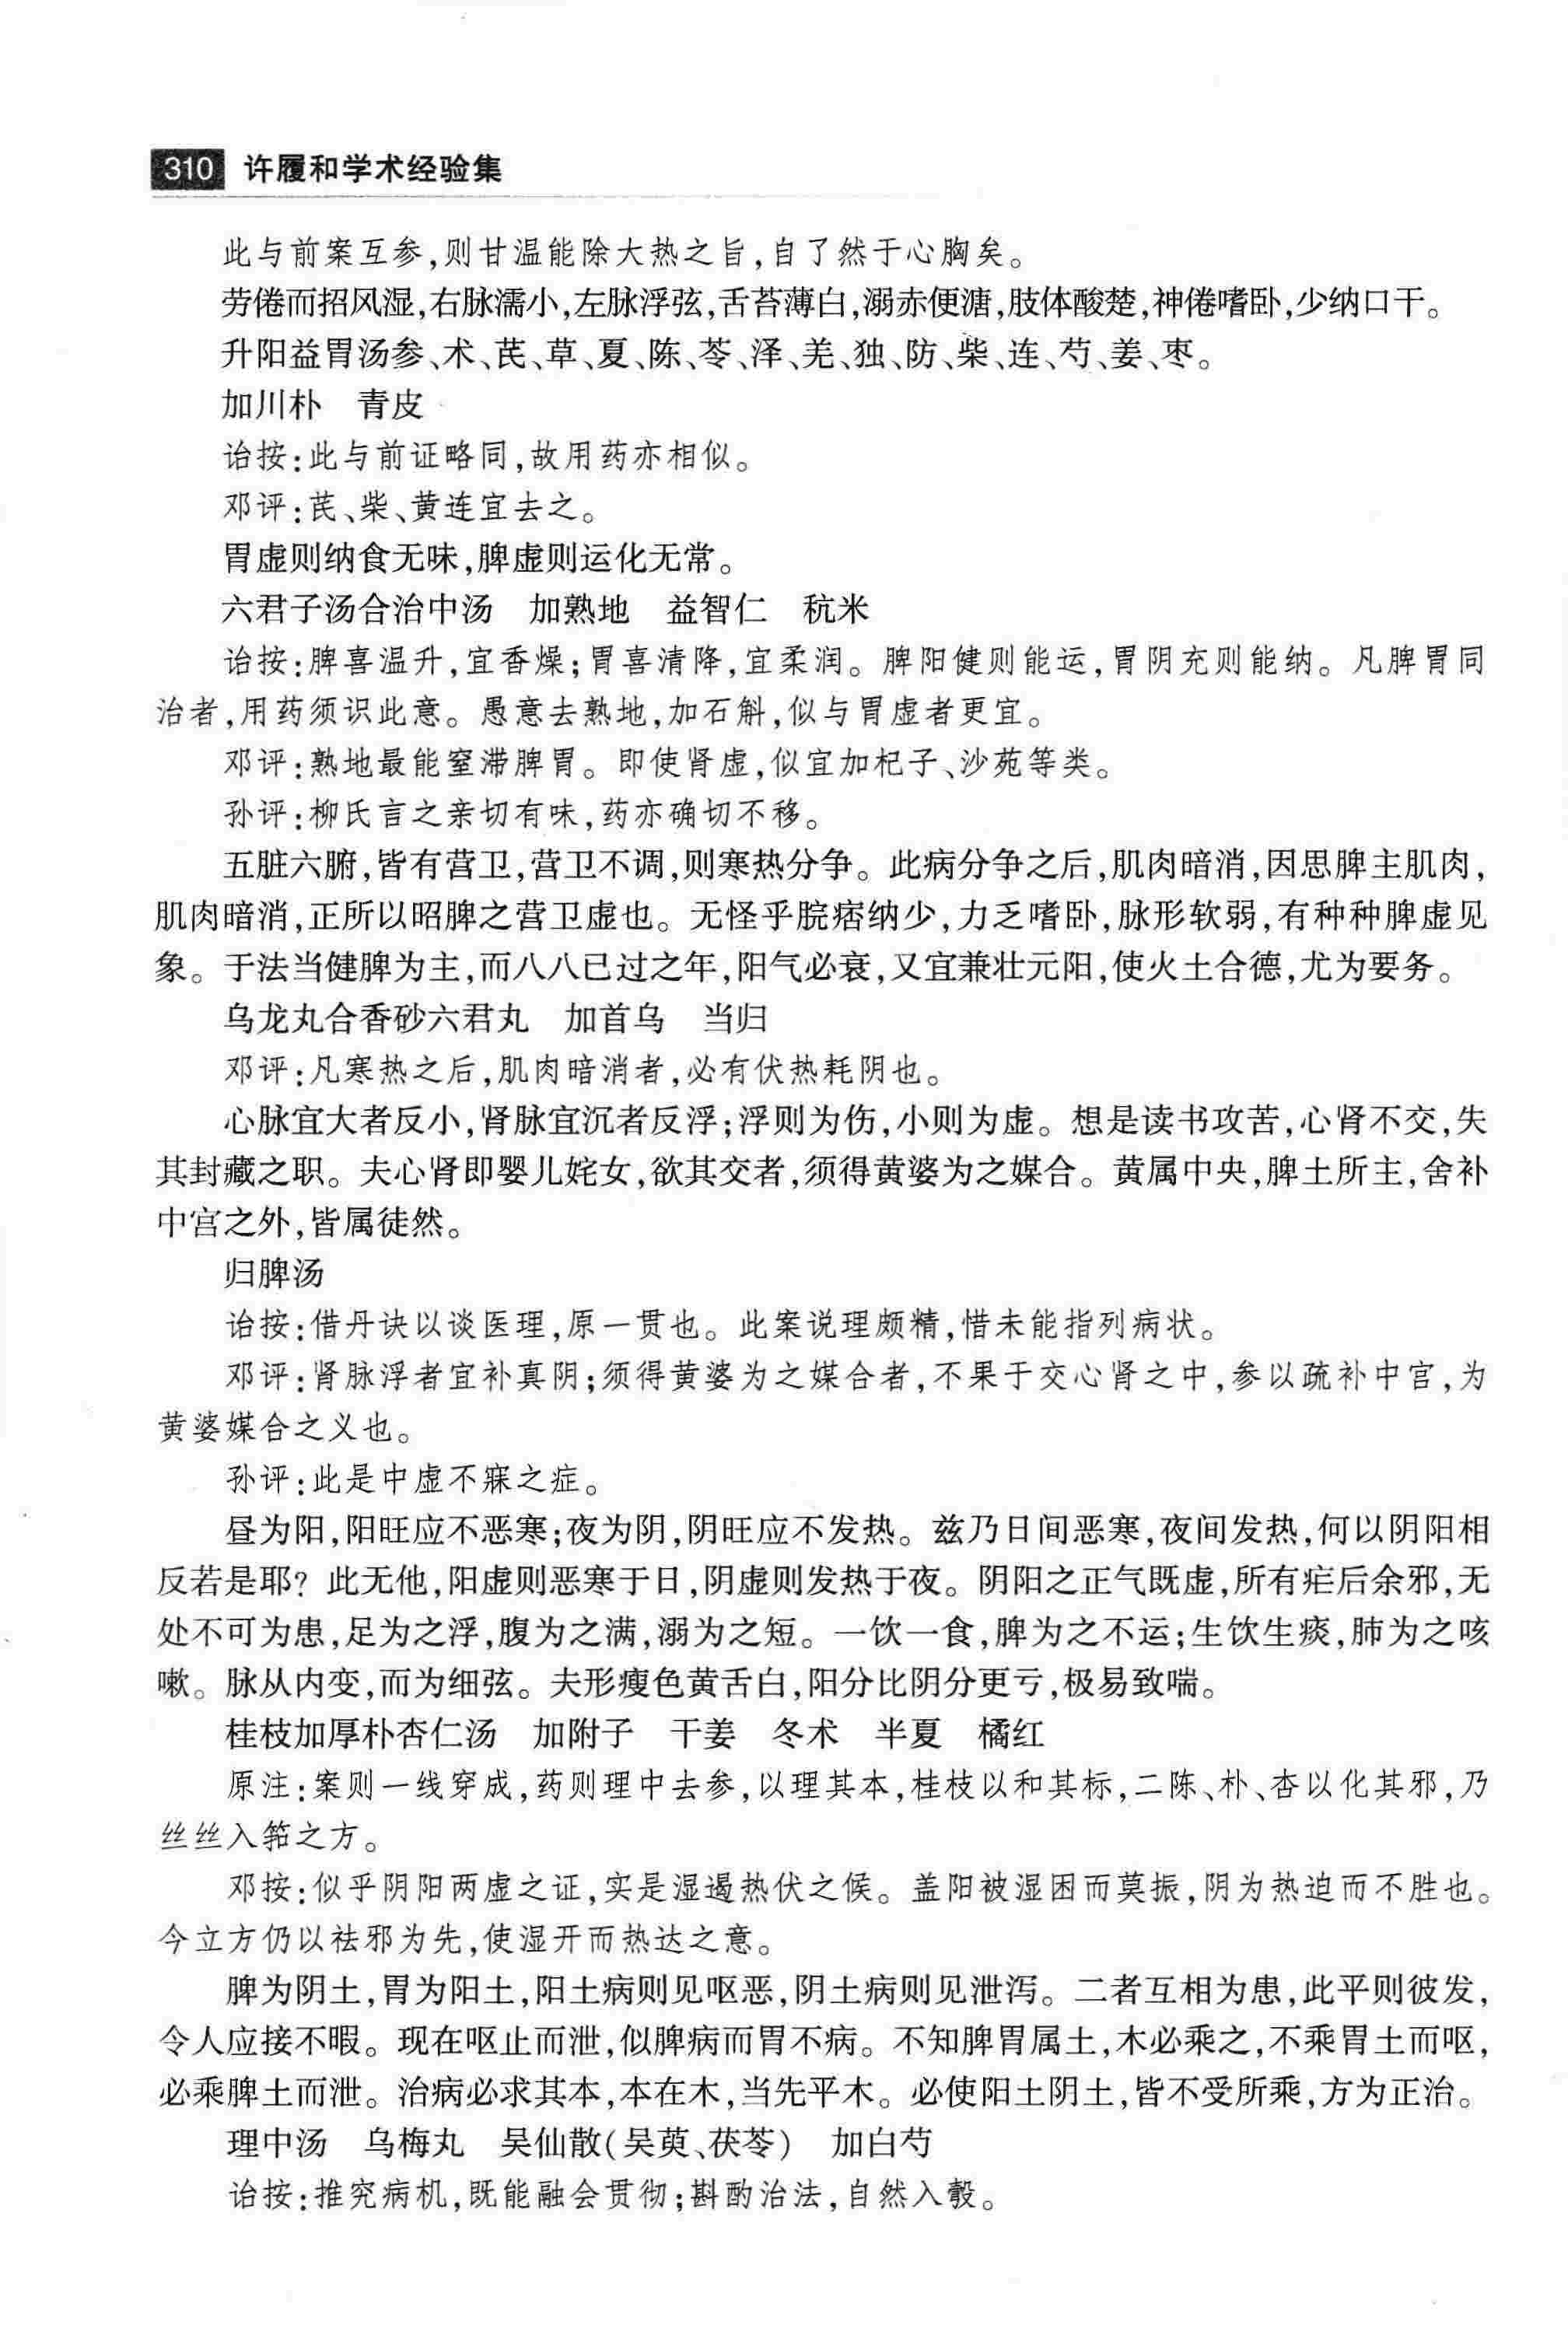 310 许履和学术经验集
此与前案互参,则甘温能除大热之旨,自了然于心胸矣。
劳倦而招风湿,右脉濡小,左脉浮弦,舌苔薄白,溺赤便溏,肢体酸楚,神倦嗜卧,少纳口干。
升阳益胃汤参、术、芪、草、夏、陈、苓、泽、羌、独、防、柴、连、芍、姜、枣。
加川朴　青皮
诒按:此与前证略同,故用药亦相似。
邓评:芪、柴、黄连宜去之。
胃虚则纳食无味,脾虚则运化无常。
六君子汤合治中汤　加熟地　益智仁　秔米
诒按:脾喜温升,宜香燥;胃喜清降,宜柔润。脾阳健则能运,胃阴充则能纳。凡脾胃同
治者,用药须识此意。愚意去熟地,加石斛,似与胃虚者更宜。
邓评:熟地最能窒滞脾胃。即使肾虚,似宜加杞子、沙苑等类。
孙评:柳氏言之亲切有味,药亦确切不移。
五脏六腑,皆有营卫,营卫不调,则寒热分争。此病分争之后,肌肉暗消,因思脾主肌肉,
肌肉暗消,正所以昭脾之营卫虚也。无怪乎脘痞纳少,力乏嗜卧,脉形软弱,有种种脾虚见
象。于法当健脾为主,而八八已过之年,阳气必衰,又宜兼壮元阳,使火土合德,尤为要务。
乌龙丸合香砂六君丸　加首乌　当归
邓评:凡寒热之后,肌肉暗消者,必有伏热耗阴也。
心脉宜大者反小,肾脉宜沉者反浮;浮则为伤,小则为虚。想是读书攻苦,心肾不交,失
其封藏之职。夫心肾即婴儿姹女,欲其交者,须得黄婆为之媒合。黄属中央,脾土所主,舍补
中宫之外,皆属徒然。
归脾汤
诒按:借丹诀以谈医理,原一贯也。此案说理颇精,惜未能指列病状。
邓评:肾脉浮者宜补真阴;须得黄婆为之媒合者,不果于交心肾之中,参以疏补中宫,为
黄婆媒合之义也。
孙评:此是中虚不寐之症。
昼为阳,阳旺应不恶寒;夜为阴,阴旺应不发热。兹乃日间恶寒,夜间发热,何以阴阳相
反若是耶?此无他,阳虚则恶寒于日,阴虚则发热于夜。阴阳之正气既虚,所有疟后余邪,无
处不可为患,足为之浮,腹为之满,溺为之短。一饮一食,脾为之不运;生饮生痰,肺为之咳
嗽。脉从内变,而为细弦。夫形瘦色黄舌白,阳分比阴分更亏,极易致喘。
桂枝加厚朴杏仁汤　加附子　干姜　冬术　半夏　橘红
原注:案则一线穿成,药则理中去参,以理其本,桂枝以和其标,二陈、朴、杏以化其邪,乃
丝丝入筘之方。
邓按:似乎阴阳两虚之证,实是湿遏热伏之候。盖阳被湿困而莫振,阴为热迫而不胜也。
今立方仍以祛邪为先,使湿开而热达之意。
脾为阴土,胃为阳土,阳土病则见呕恶,阴土病则见泄泻。二者互相为患,此平则彼发,
令人应接不暇。现在呕止而泄,似脾病而胃不病。不知脾胃属土,木必乘之,不乘胃土而呕,
必乘脾土而泄。治病必求其本,本在木,当先平木。必使阳土阴土,皆不受所乘,方为正治。
理中汤　乌梅丸　吴仙散(吴萸、茯苓)　加白芍
诒按:推究病机,既能融会贯彻;斟酌治法,自然入彀。